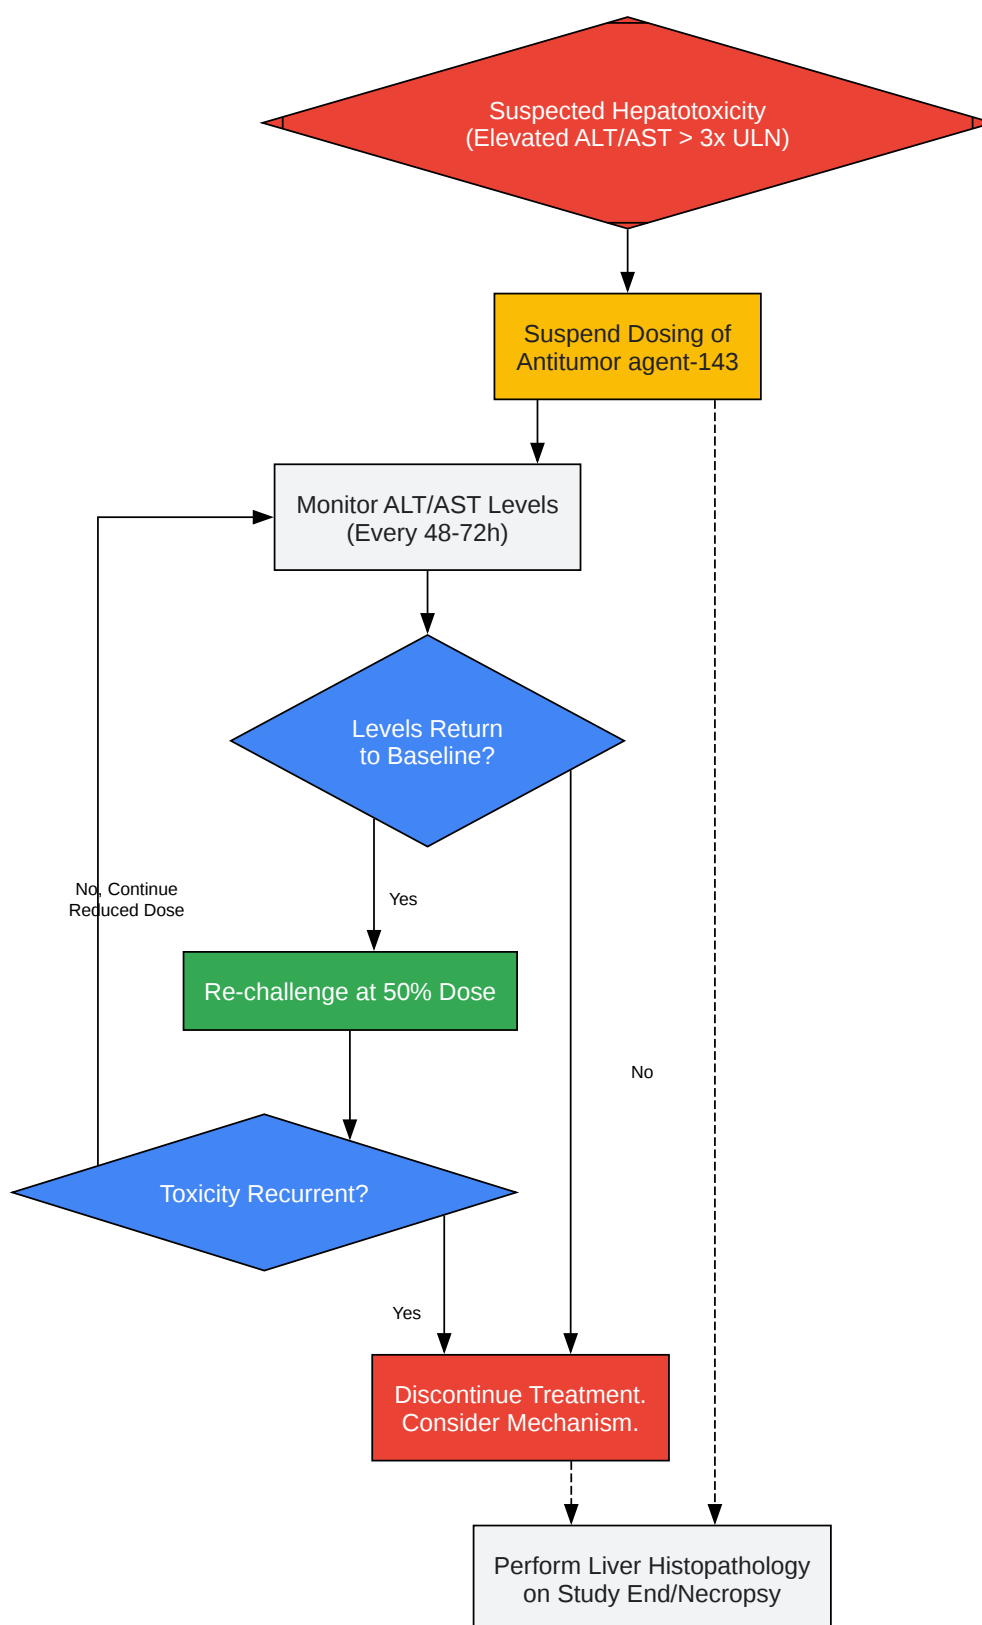 Suspected Hepatotoxicity
(Elevated ALT/AST > 3x ULN)
Suspend Dosing of
Antitumor agent-143
Monitor ALT/AST Levels
(Every 48-72h)
Levels Return
to Baseline?
No, Continue
Reduced Dose
Yes
Re-challenge at 50% Dose
No
Toxicity Recurrent?
Yes
Discontinue Treatment.
Consider Mechanism.
Perform Liver Histopathology
on Study End/Necropsy